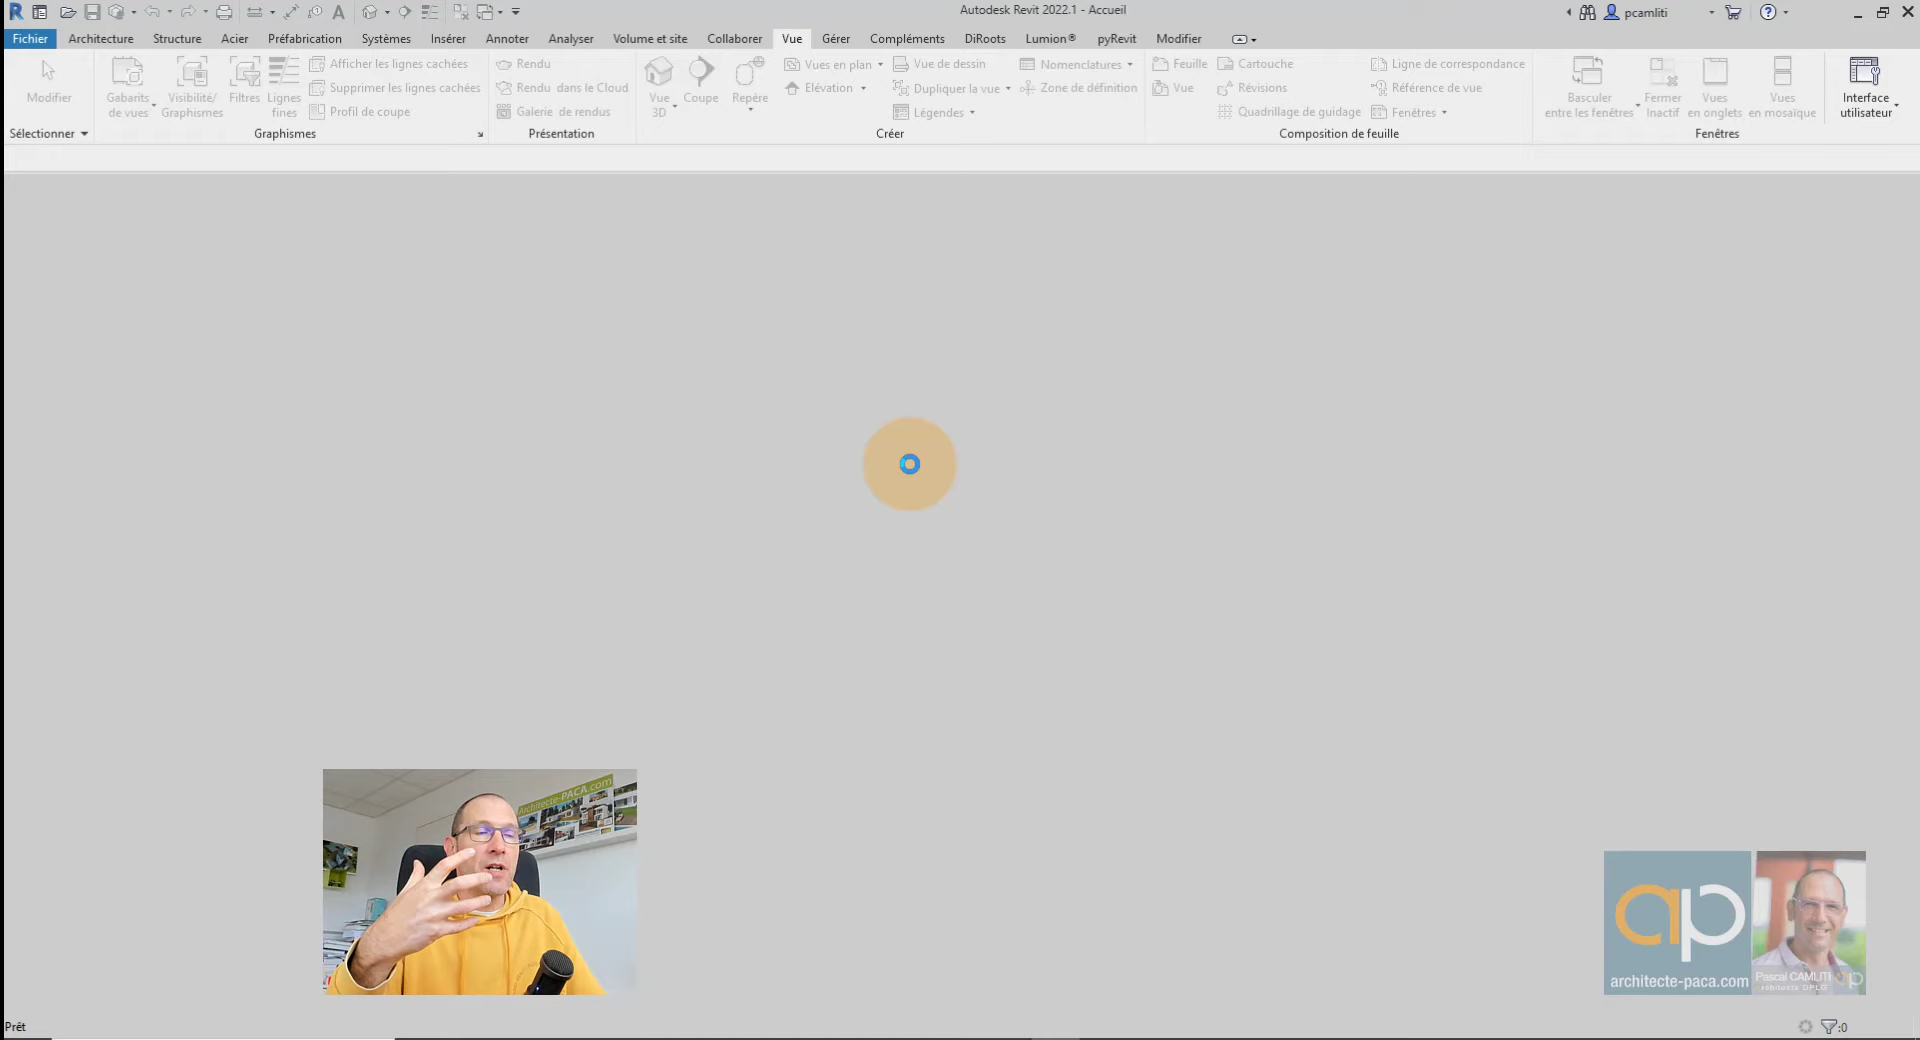 Autodesk Revit 2022.1 - Accueil
pcamliti
Fichier Architecture Structure Acier Préfabrication Systèmes Insérer Annoter Analyser Volume et site Collaborer Vue Gérer Compléments DiRoots Lumion® pyRevit Modifier
Modifier
Sélectionner
Gabarits
de vues
Visibilité/
Graphismes
Filtres
Lignes
fines
Afficher les lignes cachées
Supprimer les lignes cachées
Profil de coupe
Graphismes
Rendu
Rendu dans le Cloud
Galerie de rendus
Présentation
Vue
3D
Coupe
Repère
Vues en plan
Elévation
Vue de dessin
Dupliquer la vue
Légendes
Nomenclatures
Zone de définition
Créer
Feuille
Vue
Cartouche
Révisions
Quadrillage de guidage
Ligne de correspondance
Référence de vue
Fenêtres
Composition de feuille
Basculer
entre les fenêtres
Fermer
Inactif
Vues
en onglets
Vues
en mosaïque
Fenêtres
Interface
utilisateur
Architecte-PACA.com
ap
architecte-paca.com
Pascal CAMLITI
Prêt
:0